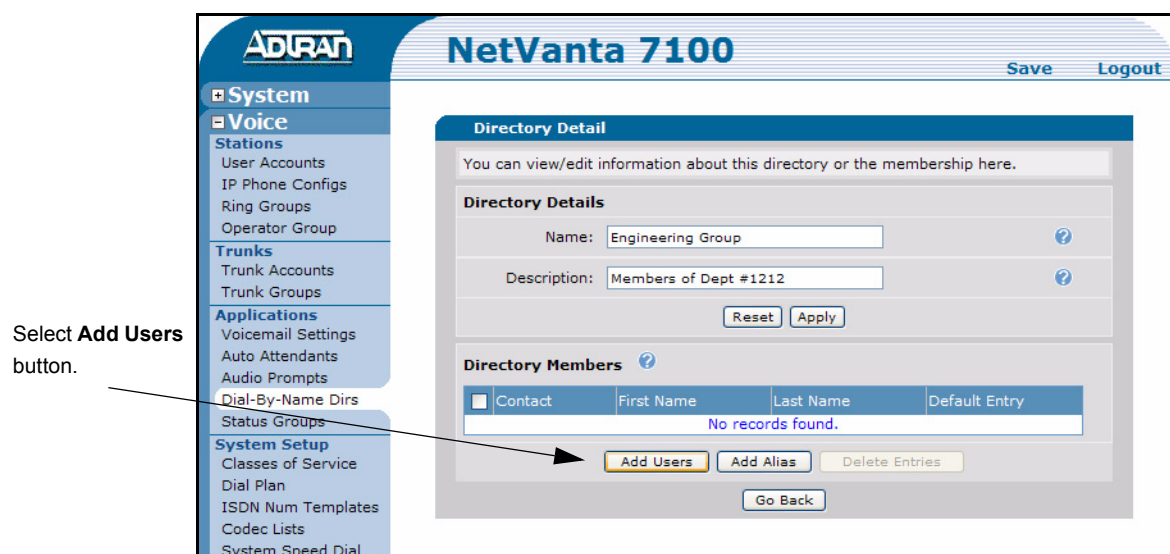 ADTRAN
NetVanta 7100
Save Logout
System
Voice
Stations
User Accounts
IP Phone Configs
Ring Groups
Operator Group
Trunks
Trunk Accounts
Trunk Groups
Applications
Voicemail Settings
Auto Attendants
Audio Prompts
Dial-By-Name Dirs
Status Groups
System Setup
Classes of Service
Dial Plan
ISDN Num Templates
Codec Lists
System Speed Dial
Select Add Users
button.
Directory Detail
You can view/edit information about this directory or the membership here.
Directory Details
Name: Engineering Group
Description: Members of Dept #1212
Reset Apply
Directory Members
Contact First Name Last Name Default Entry
No records found.
Add Users Add Alias Delete Entries
Go Back